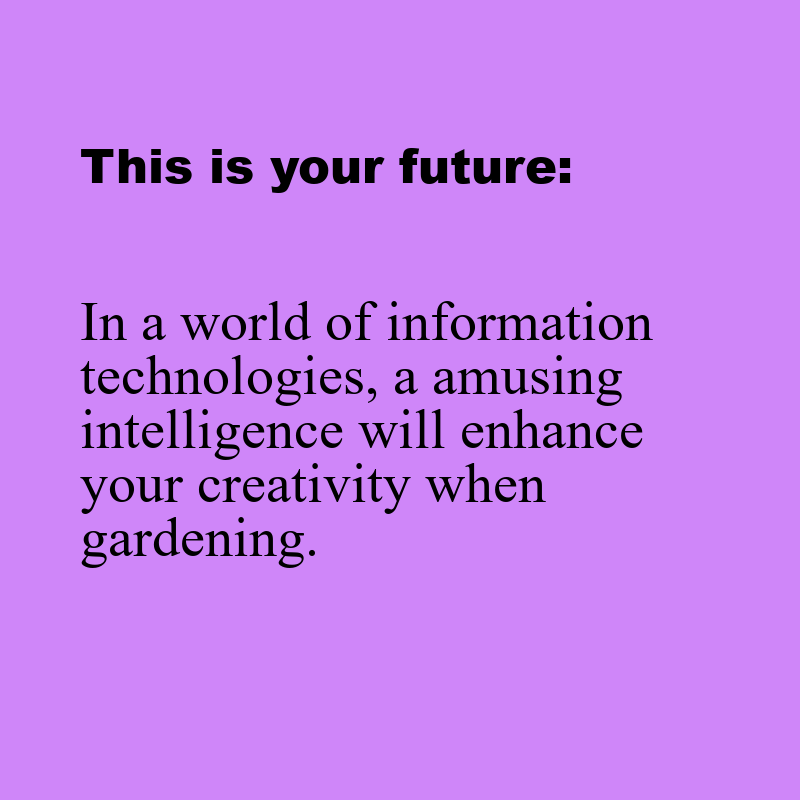 This is your future:
In a world of information
technologies, a amusing
intelligence will enhance
your creativity when
gardening.